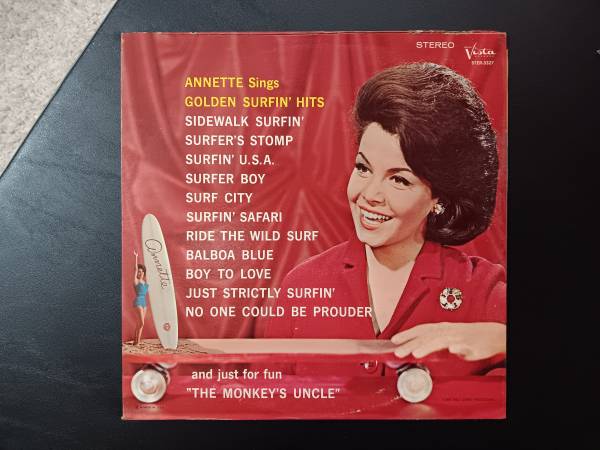 STEREO
Vista
STER-3327
ANNETTE Sings
GOLDEN SURFIN' HITS
SIDEWALK SURFIN'
SURFER'S STOMP
SURFIN' U.S.A.
SURFER BOY
SURF CITY
SURFIN' SAFARI
RIDE THE WILD SURF
BALBOA BLUE
BOY TO LOVE
JUST STRICTLY SURFIN'
NO ONE COULD BE PROUDER
Annette
and just for fun
"THE MONKEY'S UNCLE"